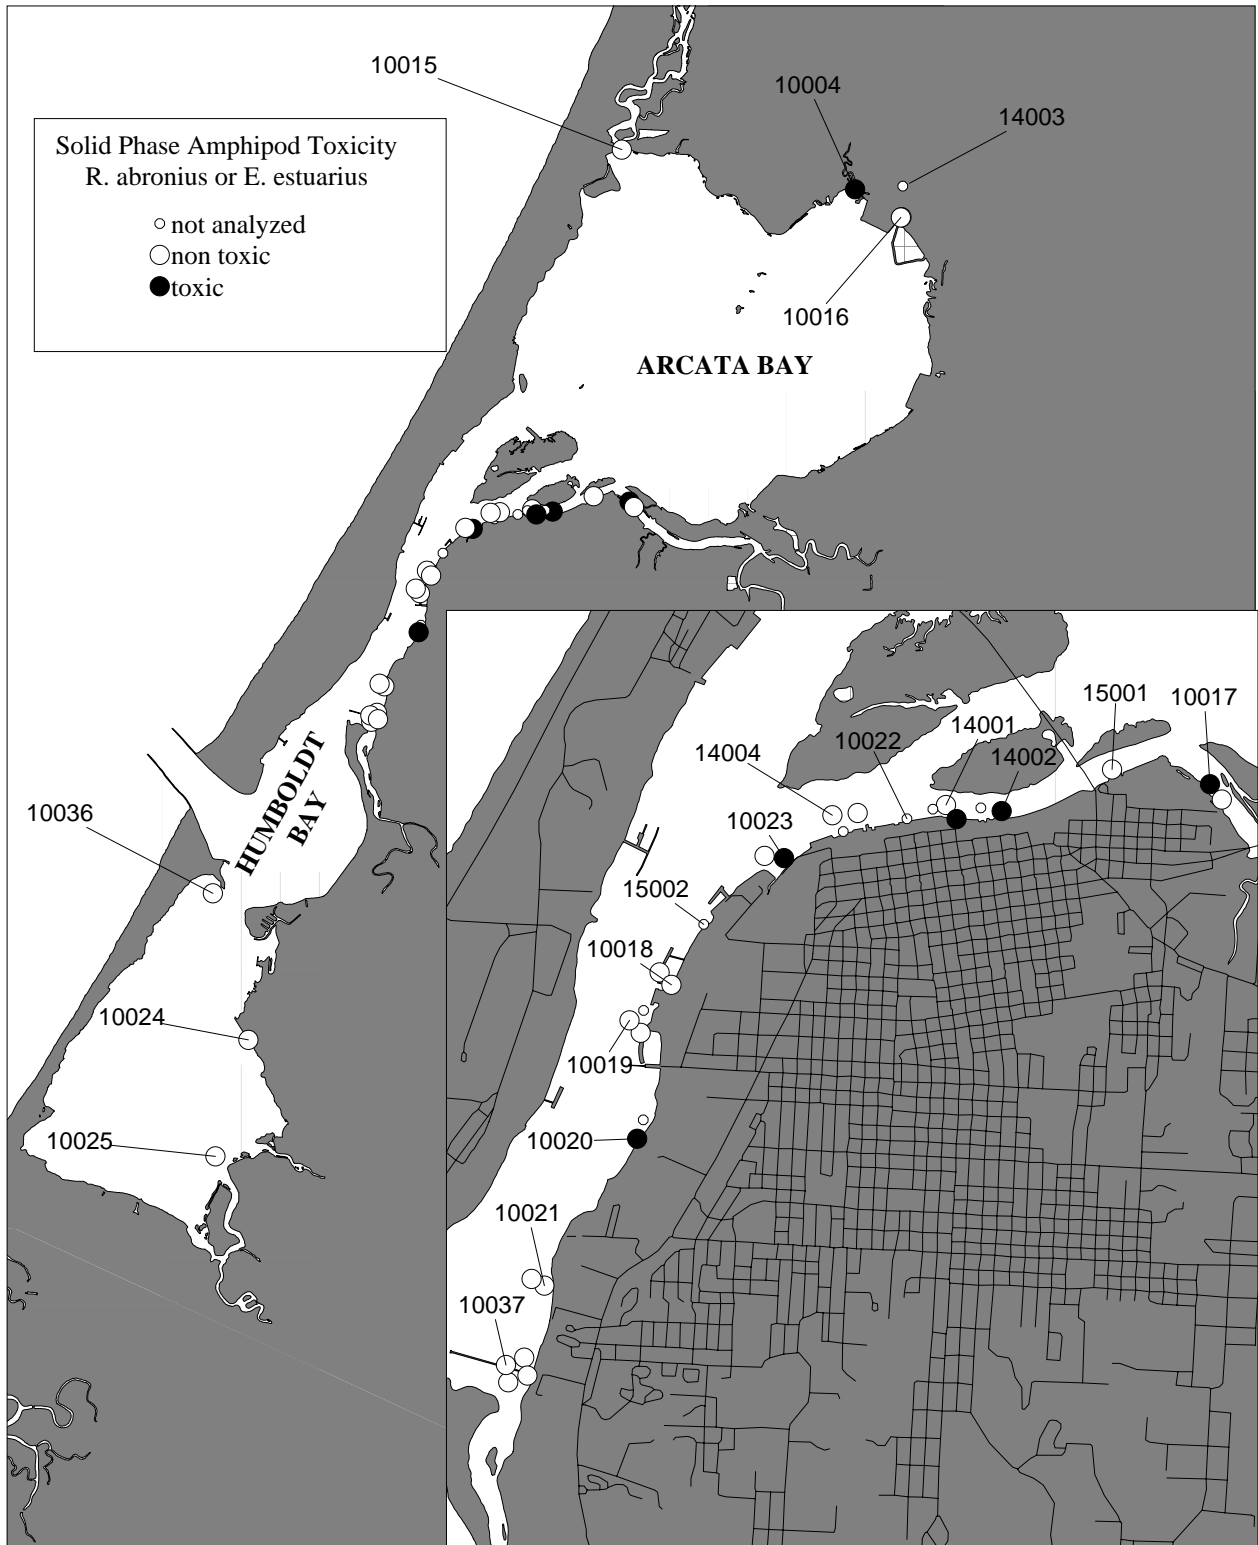 10015
10004
14003
Solid Phase Amphipod Toxicity
R. abronius or E. estuarius
not analyzed
non toxic
toxic
10016
ARCATA BAY
HUMBOLDT
BAY
10036
10024
10025
15001
10017
14001
10022
14002
14004
10023
15002
10018
10019
10020
10021
10037